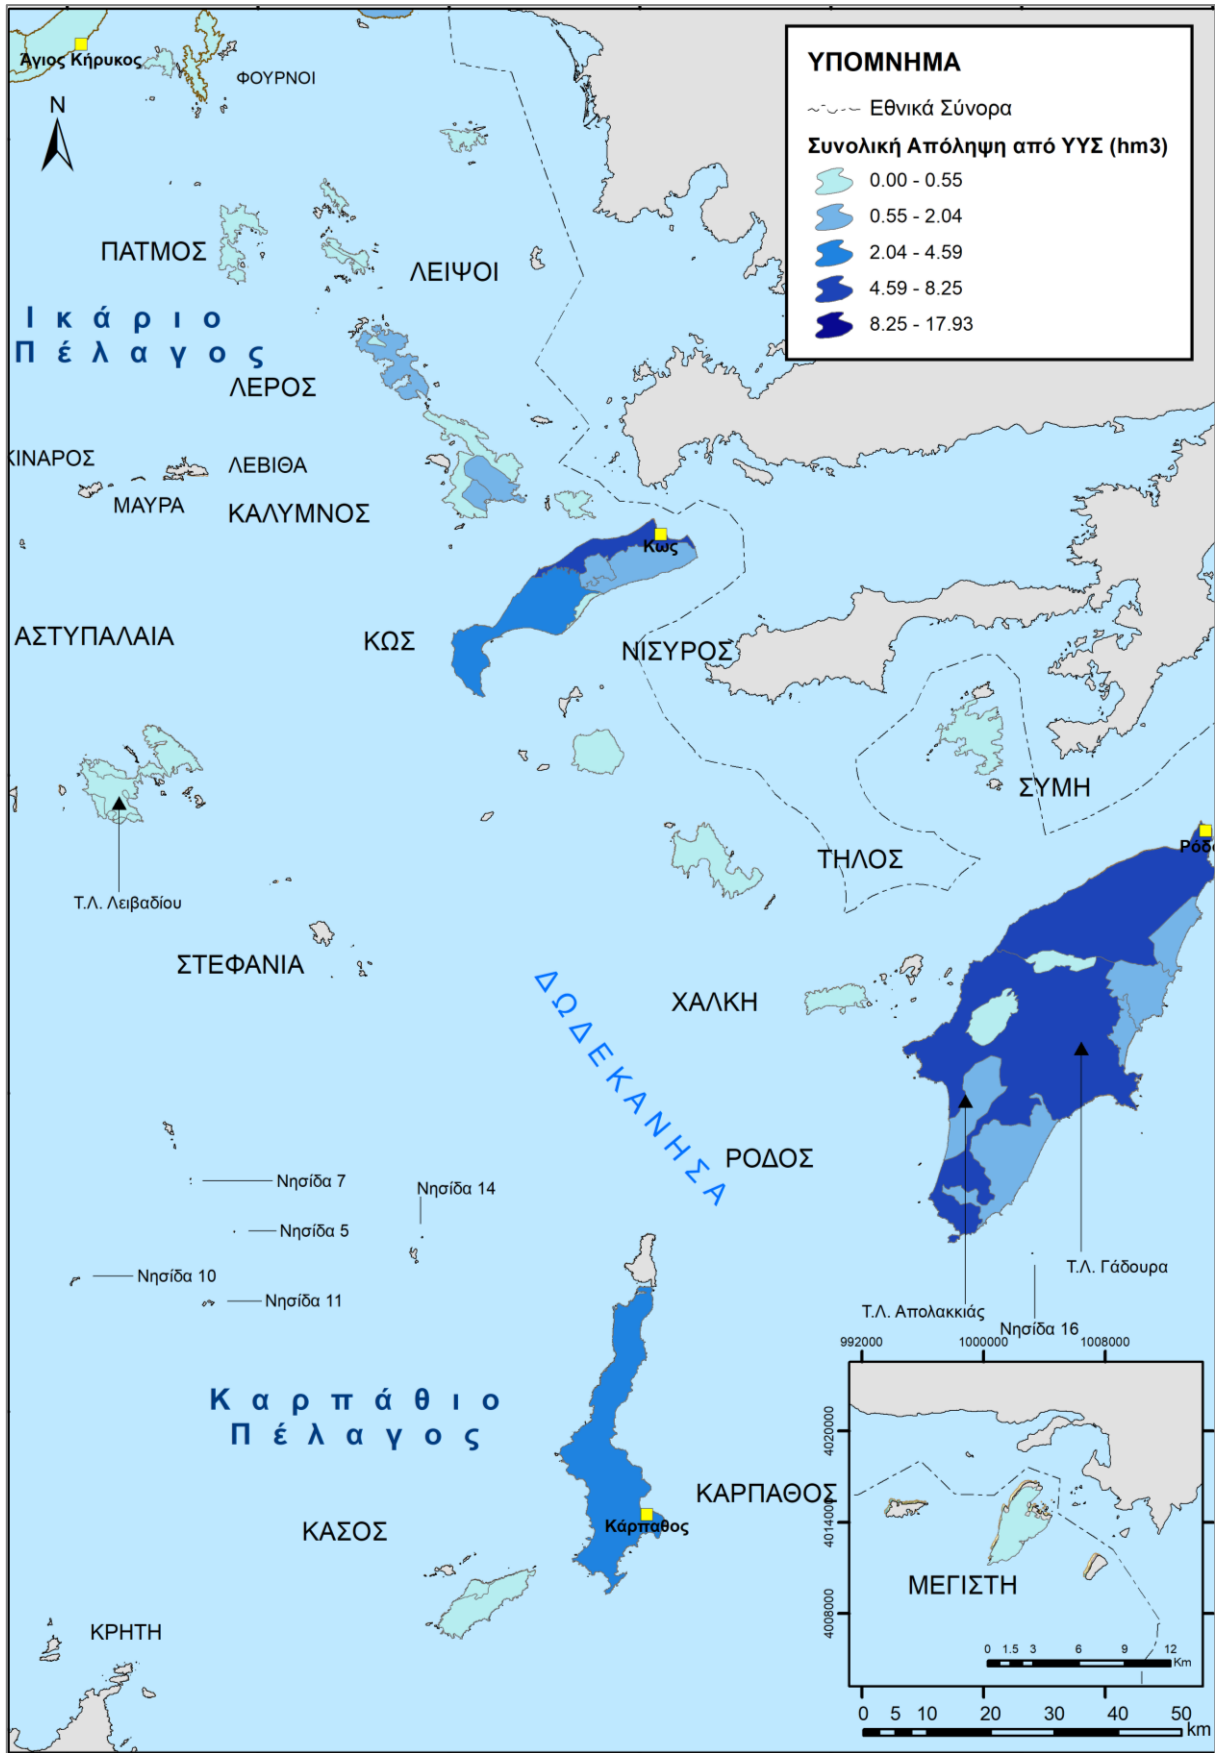 ΥΠΟΜΝΗΜΑ
Εθνικά Σύνορα
Συνολική Απόληψη από ΥΥΣ (hm3)
0.00 - 0.55
0.55 - 2.04
2.04 - 4.59
4.59 - 8.25
8.25 - 17.93
Άγιος Κήρυκος
ΦΟΥΡΝΟΙ
N
ΠΑΤΜΟΣ
ΛΕΙΨΟΙ
Ικάριο
Πέλαγος
ΛΕΡΟΣ
ΚΙΝΑΡΟΣ
ΛΕΒΙΘΑ
ΜΑΥΡΑ
ΚΑΛΥΜΝΟΣ
Κως
ΑΣΤΥΠΑΛΑΙΑ
ΚΩΣ
ΝΙΣΥΡΟΣ
ΣΥΜΗ
Ρόδο
ΤΗΛΟΣ
Τ.Λ. Λειβαδίου
ΣΤΕΦΑΝΙΑ
ΧΑΛΚΗ
ΔΩΔΕΚΑΝΗΣΑ
ΡΟΔΟΣ
Νησίδα 7
Νησίδα 14
Νησίδα 5
Νησίδα 10
Νησίδα 11
Τ.Λ. Γάδουρα
Τ.Λ. Απολακκιάς
Νησίδα 16
992000 1000000 1008000
4020000
4014000
4008000
Καρπάθιο
Πέλαγος
ΚΑΡΠΑΘΟΣ
Κάρπαθος
ΚΑΣΟΣ
ΜΕΓΙΣΤΗ
ΚΡΗΤΗ
0 1.5 3 6 9 12
Km
0 5 10 20 30 40 50
km